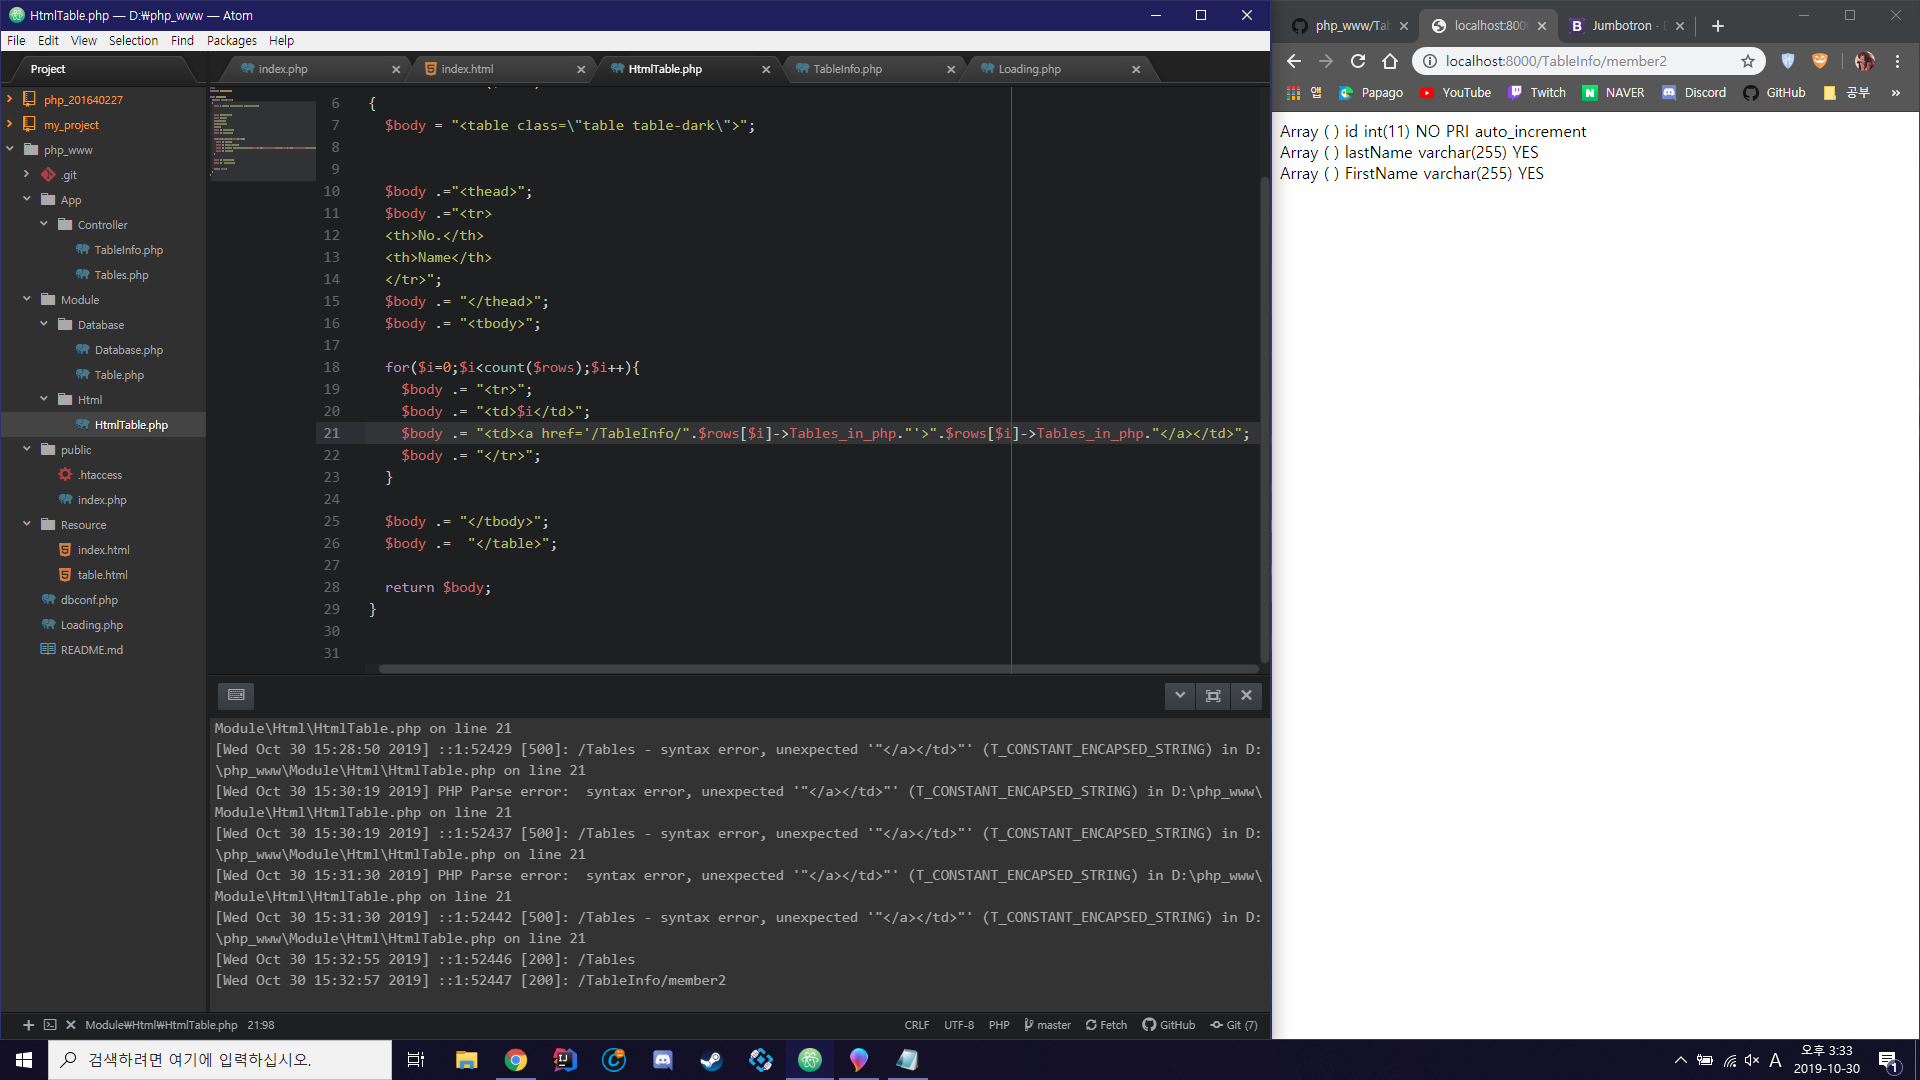 HtmlTable.php — D:₩php_www — Atom
File Edit View Selection Find Packages Help
Project
index.php
index.html
HtmlTable.php
TableInfo.php
Loading.php
php_201640227
my_project
php_www
.git
App
Controller
TableInfo.php
Tables.php
Module
Database
Database.php
Table.php
Html
HtmlTable.php
public
.htaccess
index.php
Resource
index.html
table.html
dbconf.php
Loading.php
README.md
6 {
7 $body = "<table class=\"table table-dark\">";
8
9
10 $body .="<thead>";
11 $body .="<tr>
12 <th>No.</th>
13 <th>Name</th>
14 </tr>";
15 $body .= "</thead>";
16 $body .= "<tbody>";
17
18 for($i=0;$i<count($rows);$i++){
19 $body .= "<tr>";
20 $body .= "<td>$i</td>";
21 $body .= "<td><a href='/TableInfo/".$rows[$i]->Tables_in_php."'>".$rows[$i]->Tables_in_php."</a></td>";
22 $body .= "</tr>";
23 }
24
25 $body .= "</tbody>";
26 $body .=  "</table>";
27
28 return $body;
29 }
30
31
Module\Html\HtmlTable.php on line 21
[Wed Oct 30 15:28:50 2019] ::1:52429 [500]: /Tables - syntax error, unexpected '"</a></td>"' (T_CONSTANT_ENCAPSED_STRING) in D:
\php_www\Module\Html\HtmlTable.php on line 21
[Wed Oct 30 15:30:19 2019] PHP Parse error:  syntax error, unexpected '"</a></td>"' (T_CONSTANT_ENCAPSED_STRING) in D:\php_www\
Module\Html\HtmlTable.php on line 21
[Wed Oct 30 15:30:19 2019] ::1:52437 [500]: /Tables - syntax error, unexpected '"</a></td>"' (T_CONSTANT_ENCAPSED_STRING) in D:
\php_www\Module\Html\HtmlTable.php on line 21
[Wed Oct 30 15:31:30 2019] PHP Parse error:  syntax error, unexpected '"</a></td>"' (T_CONSTANT_ENCAPSED_STRING) in D:\php_www\
Module\Html\HtmlTable.php on line 21
[Wed Oct 30 15:31:30 2019] ::1:52442 [500]: /Tables - syntax error, unexpected '"</a></td>"' (T_CONSTANT_ENCAPSED_STRING) in D:
\php_www\Module\Html\HtmlTable.php on line 21
[Wed Oct 30 15:32:55 2019] ::1:52446 [200]: /Tables
[Wed Oct 30 15:32:57 2019] ::1:52447 [200]: /TableInfo/member2
Module₩Html₩HtmlTable.php 21:98
CRLF UTF-8 PHP master Fetch GitHub Git (7)
php_www/Tab
localhost:800
Jumbotron -
localhost:8000/TableInfo/member2
앱 Papago YouTube Twitch NAVER Discord GitHub 공부 »
Array ( ) id int(11) NO PRI auto_increment
Array ( ) lastName varchar(255) YES
Array ( ) FirstName varchar(255) YES
검색하려면 여기에 입력하십시오.
A
오후 3:33
2019-10-30
1